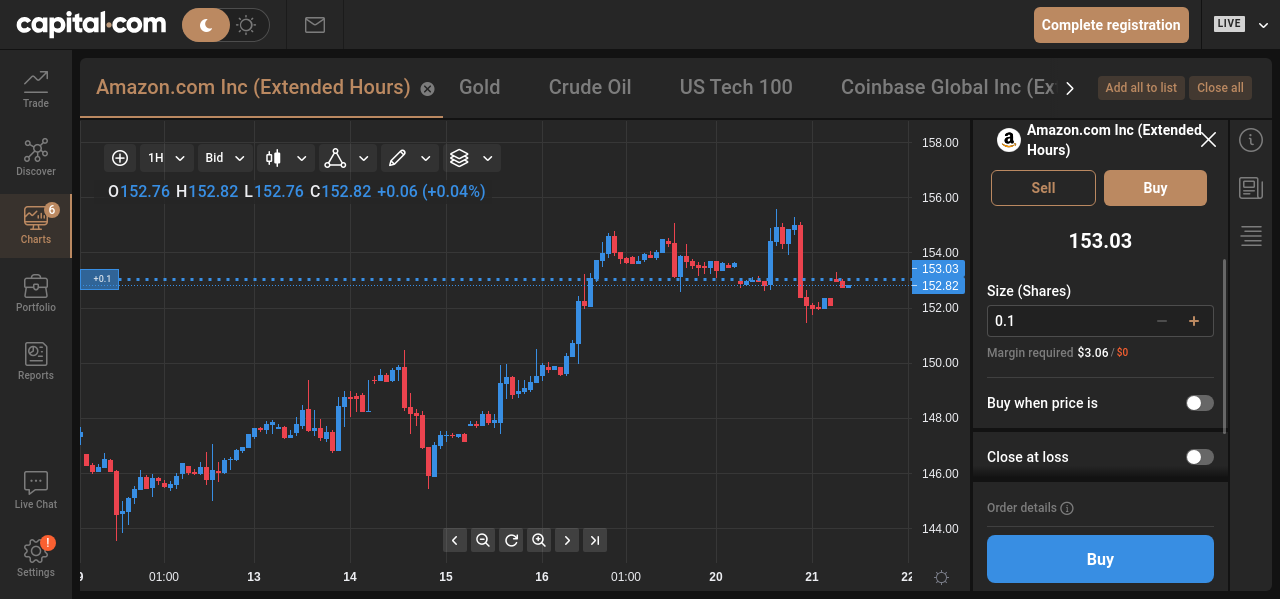 capital.com
Complete registration
LIVE
Trade
Discover
6
Charts
Portfolio
Reports
Live Chat
!
Settings
Amazon.com Inc (Extended Hours)
Gold
Crude Oil
US Tech 100
Coinbase Global Inc (Ex
Add all to list
Close all
1H
Bid
O152.76 H152.82 L152.76 C152.82 +0.06 (+0.04%)
+0.1
158.00
156.00
154.00
153.03
152.82
152.00
150.00
148.00
146.00
144.00
9
01:00
13
14
15
16
01:00
20
21
22
a
Amazon.com Inc (Extended
Hours)
Sell
Buy
153.03
Size (Shares)
0.1
Margin required $3.06 / $0
Buy when price is
Close at loss
Order details
Buy